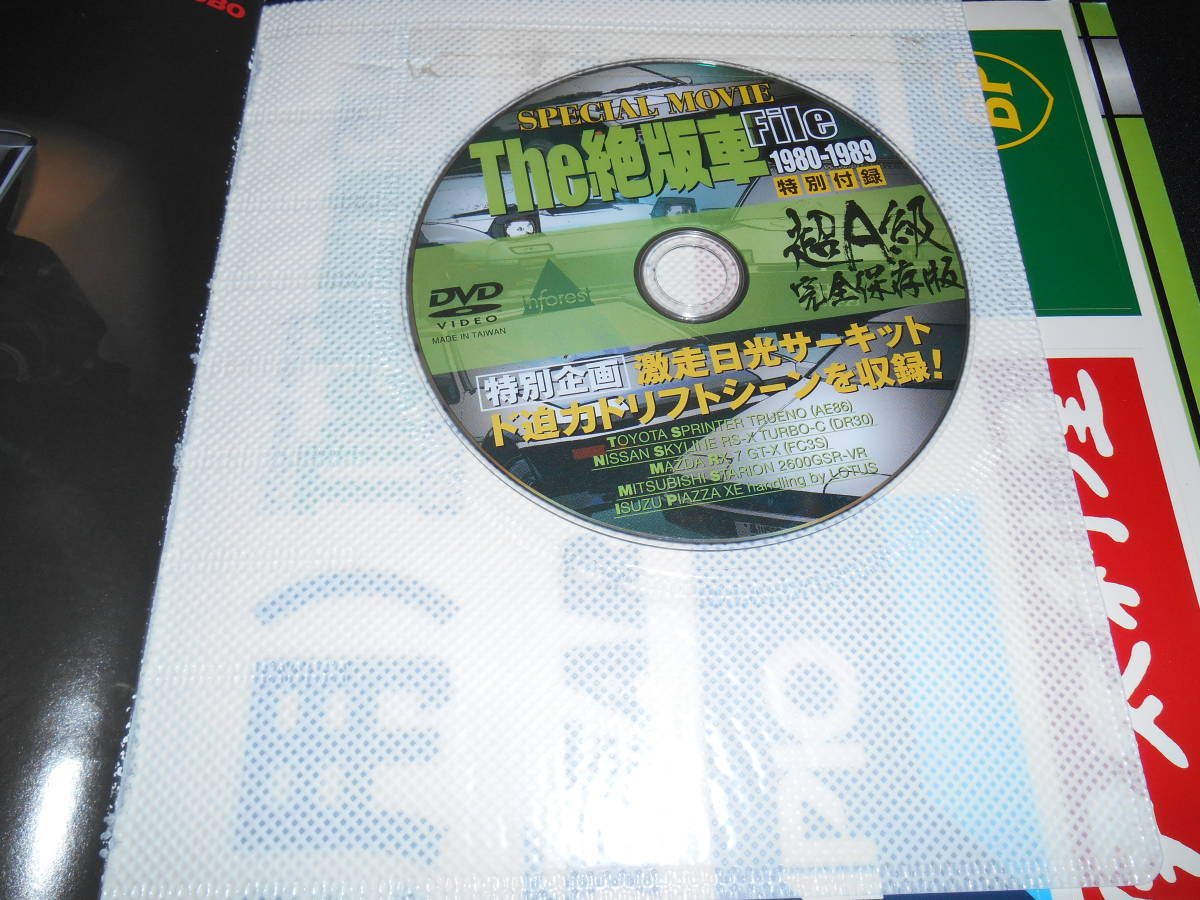 OBO
BP
SPECIAL MOVIE
The絶版車File
1980-1989
特別付録
超A級
完全保存版
DVD
VIDEO
MADE IN TAIWAN
inforest
特別企画 激走日光サーキット
ド迫力ドリフトシーンを収録!
TOYOTA SPRINTER TRUENO (AE86)
NISSAN SKYLINE RS-X TURBO-C (DR30)
MAZDA RX-7 GT-X (FC3S)
MITSUBISHI STARION 2600GSR-VR
ISUZU PIAZZA XE handling by LOTUS